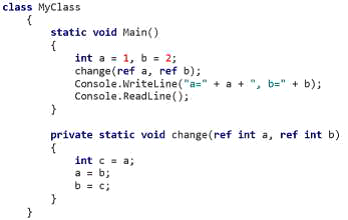 class MyClass
{
static void Main()
{
int a = 1, b = 2;
change(ref a, ref b);
Console.WriteLine("a=" + a + ", b=" + b);
Console.ReadLine();
}
private static void change(ref int a, ref int b)
{
int c = a;
a = b;
b = c;
}
}